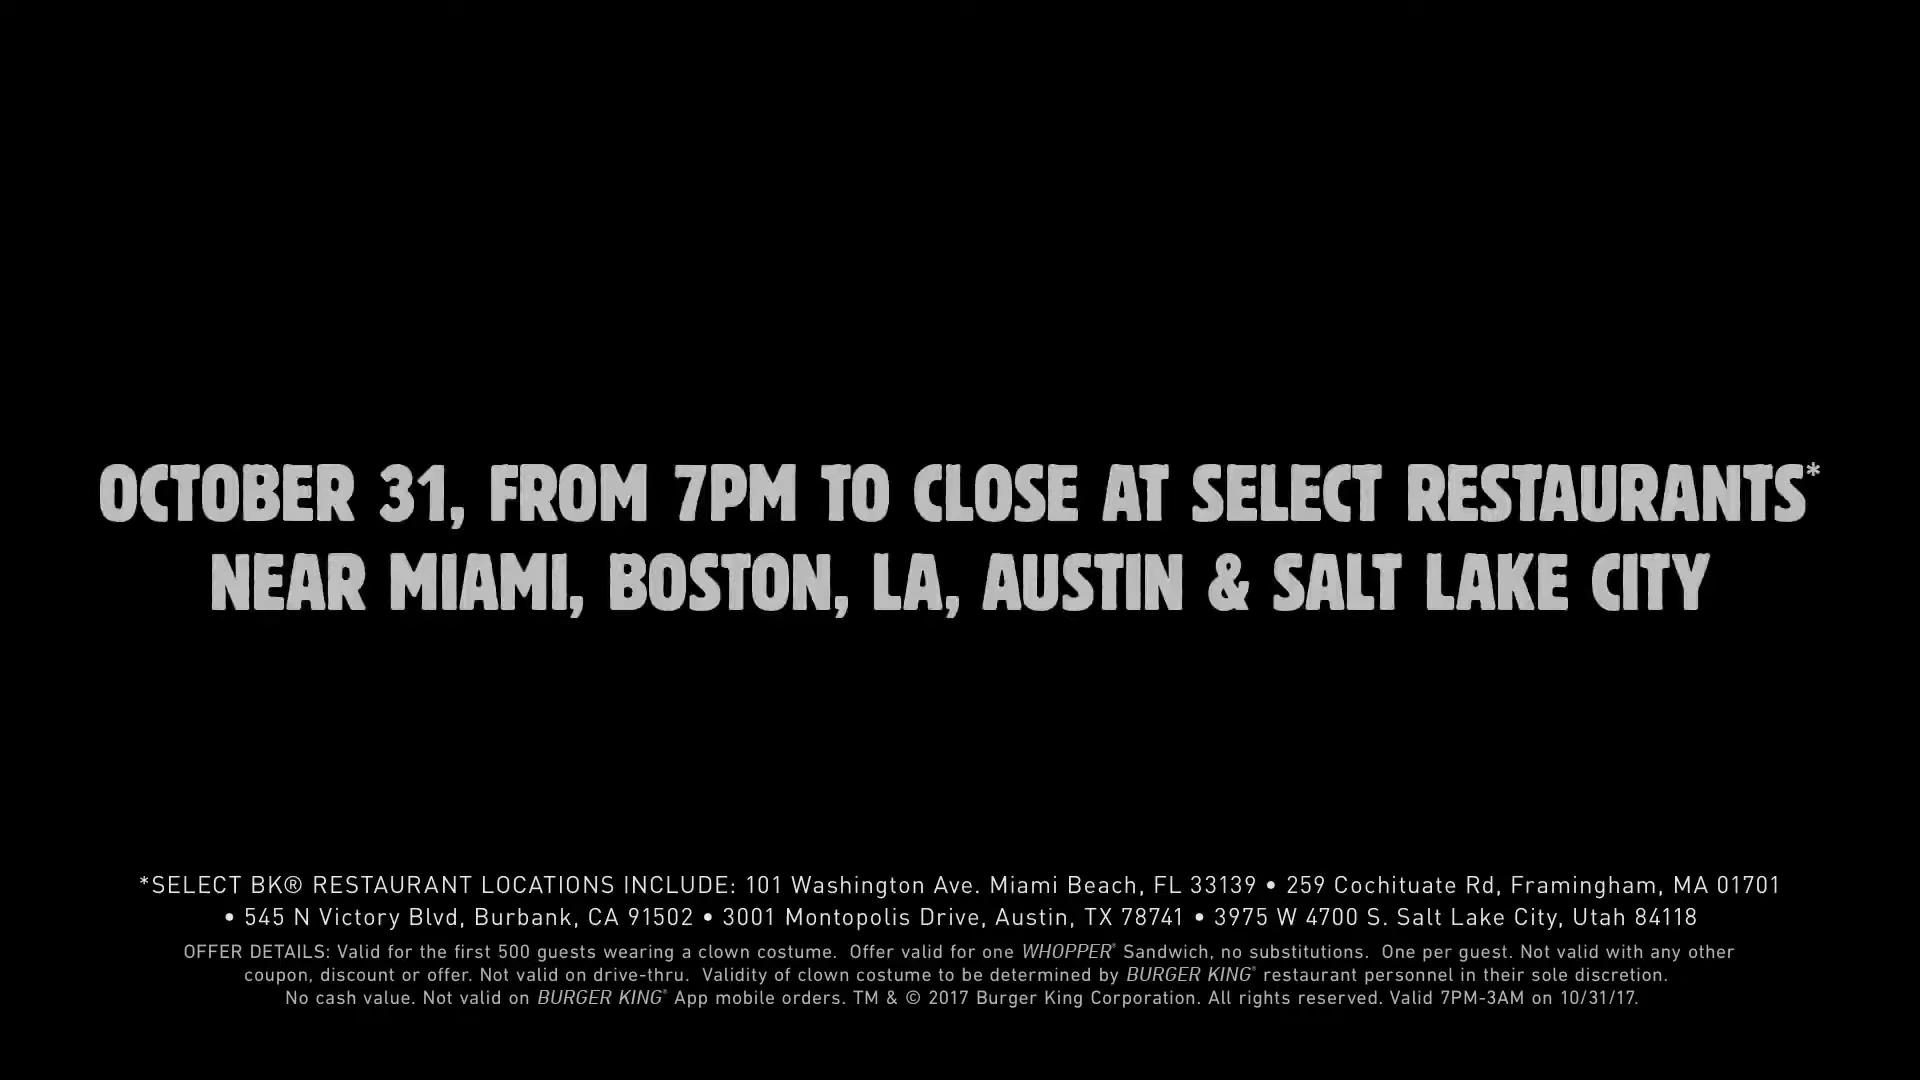 OCTOBER 31, FROM 7PM TO CLOSE AT SELECT RESTAURANTS*
NEAR MIAMI, BOSTON, LA, AUSTIN & SALT LAKE CITY
*SELECT BK® RESTAURANT LOCATIONS INCLUDE: 101 Washington Ave. Miami Beach, FL 33139 • 259 Cochituate Rd, Framingham, MA 01701
• 545 N Victory Blvd, Burbank, CA 91502 • 3001 Montopolis Drive, Austin, TX 78741 • 3975 W 4700 S. Salt Lake City, Utah 84118
OFFER DETAILS: Valid for the first 500 guests wearing a clown costume. Offer valid for one WHOPPER® Sandwich, no substitutions. One per guest. Not valid with any other
coupon, discount or offer. Not valid on drive-thru. Validity of clown costume to be determined by BURGER KING® restaurant personnel in their sole discretion.
No cash value. Not valid on BURGER KING® App mobile orders. TM & © 2017 Burger King Corporation. All rights reserved. Valid 7PM-3AM on 10/31/17.